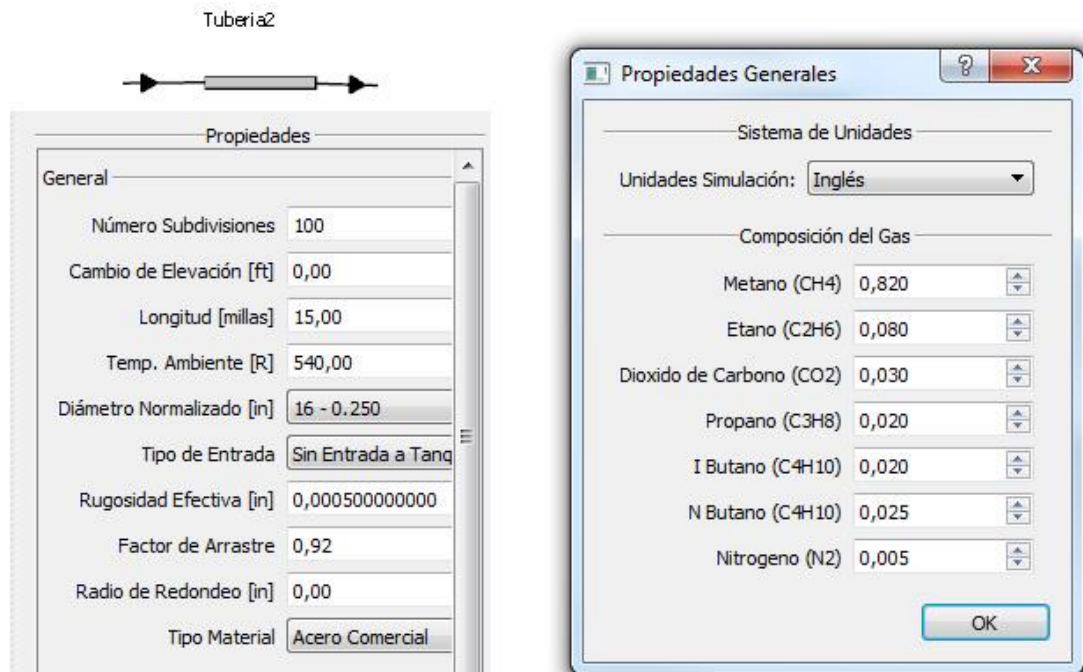 Tuberia2
Propiedades
General
Número Subdivisiones 100
Cambio de Elevación [ft] 0,00
Longitud [millas] 15,00
Temp. Ambiente [R] 540,00
Diámetro Normalizado [in] 16 - 0.250
Tipo de Entrada Sin Entrada a Tanq
Rugosidad Efectiva [in] 0,000500000000
Factor de Arrastre 0,92
Radio de Redondeo [in] 0,00
Tipo Material Acero Comercial
Propiedades Generales
Sistema de Unidades
Unidades Simulación: Inglés
Composición del Gas
Metano (CH4) 0,820
Etano (C2H6) 0,080
Dioxido de Carbono (CO2) 0,030
Propano (C3H8) 0,020
I Butano (C4H10) 0,020
N Butano (C4H10) 0,025
Nitrogeno (N2) 0,005
OK